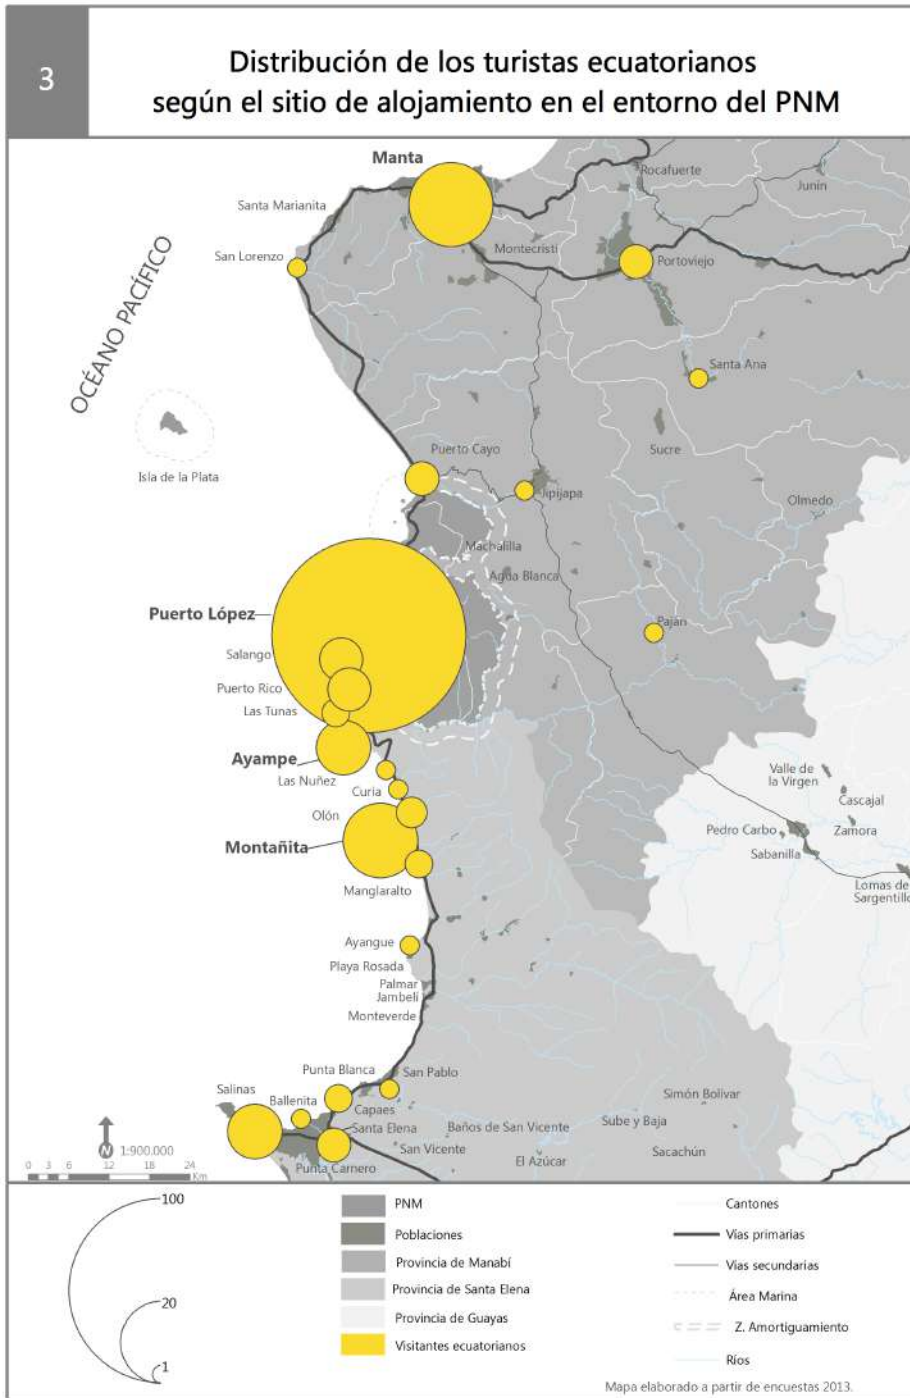 3
Distribución de los turistas ecuatorianos
según el sitio de alojamiento en el entorno del PNM
Manta
Rocafuerte
Junín
Santa Marianita
Montecristi
San Lorenzo
Portoviejo
OCÉANO PACÍFICO
Santa Ana
Puerto Cayo
Sucre
Isla de la Plata
Jipijapa
Olmedo
Machalilla
Agua Blanca
Puerto López
Paján
Salango
Puerto Rico
Las Tunas
Ayampe
Las Nuñez
Valle de
la Virgen
Curia
Cascajal
Olón
Pedro Carbo
Zamora
Montañita
Sabanilla
Manglaralto
Lomas de
Sargentillo
Ayangue
Playa Rosada
Palmar
Jambelí
Monteverde
Punta Blanca
San Pablo
Salinas
Ballenita
Capaes
Simón Bolivar
Santa Elena
Baños de San Vicente
Sube y Baja
N 1:900.000
San Vicente
Sacachún
Punta Carnero
El Azúcar
0 3 6 12 18 24
Km
100
20
1
PNM
Poblaciones
Provincia de Manabí
Provincia de Santa Elena
Provincia de Guayas
Visitantes ecuatorianos
Cantones
Vías primarias
Vías secundarias
Área Marina
Z. Amortiguamiento
Ríos
Mapa elaborado a partir de encuestas 2013.